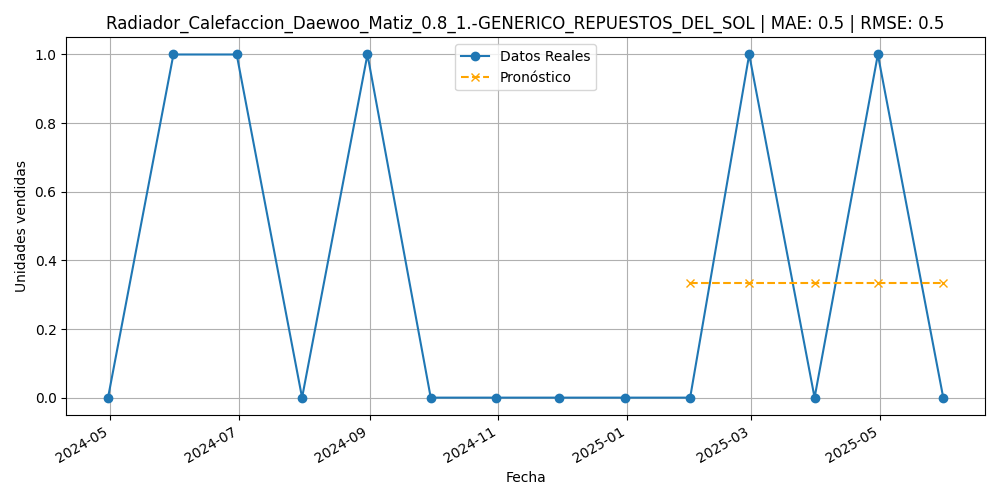 Radiador_Calefaccion_Daewoo_Matiz_0.8_1.-GENERICO_REPUESTOS_DEL_SOL | MAE: 0.5 | RMSE: 0.5
Datos Reales
Pronóstico
Unidades vendidas
1.0
0.8
0.6
0.4
0.2
0.0
2024-05
2024-07
2024-09
2024-11
2025-01
2025-03
2025-05
Fecha